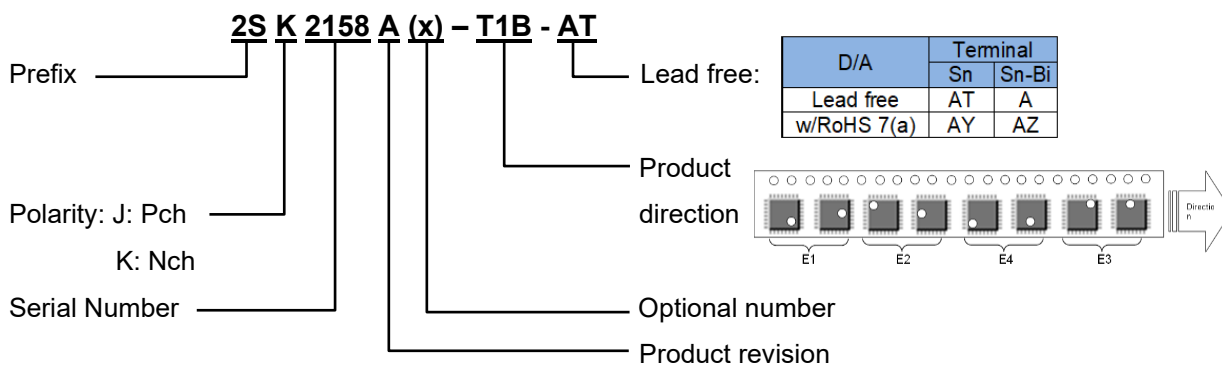 2S K 2158 A (x) – T1B - AT
Prefix
Lead free:
D/A Terminal
Sn Sn-Bi
Lead free AT A
w/RoHS 7(a) AY AZ
Product
direction
Polarity: J: Pch
K: Nch
Directio
n
E1 E2 E4 E3
Serial Number
Optional number
Product revision